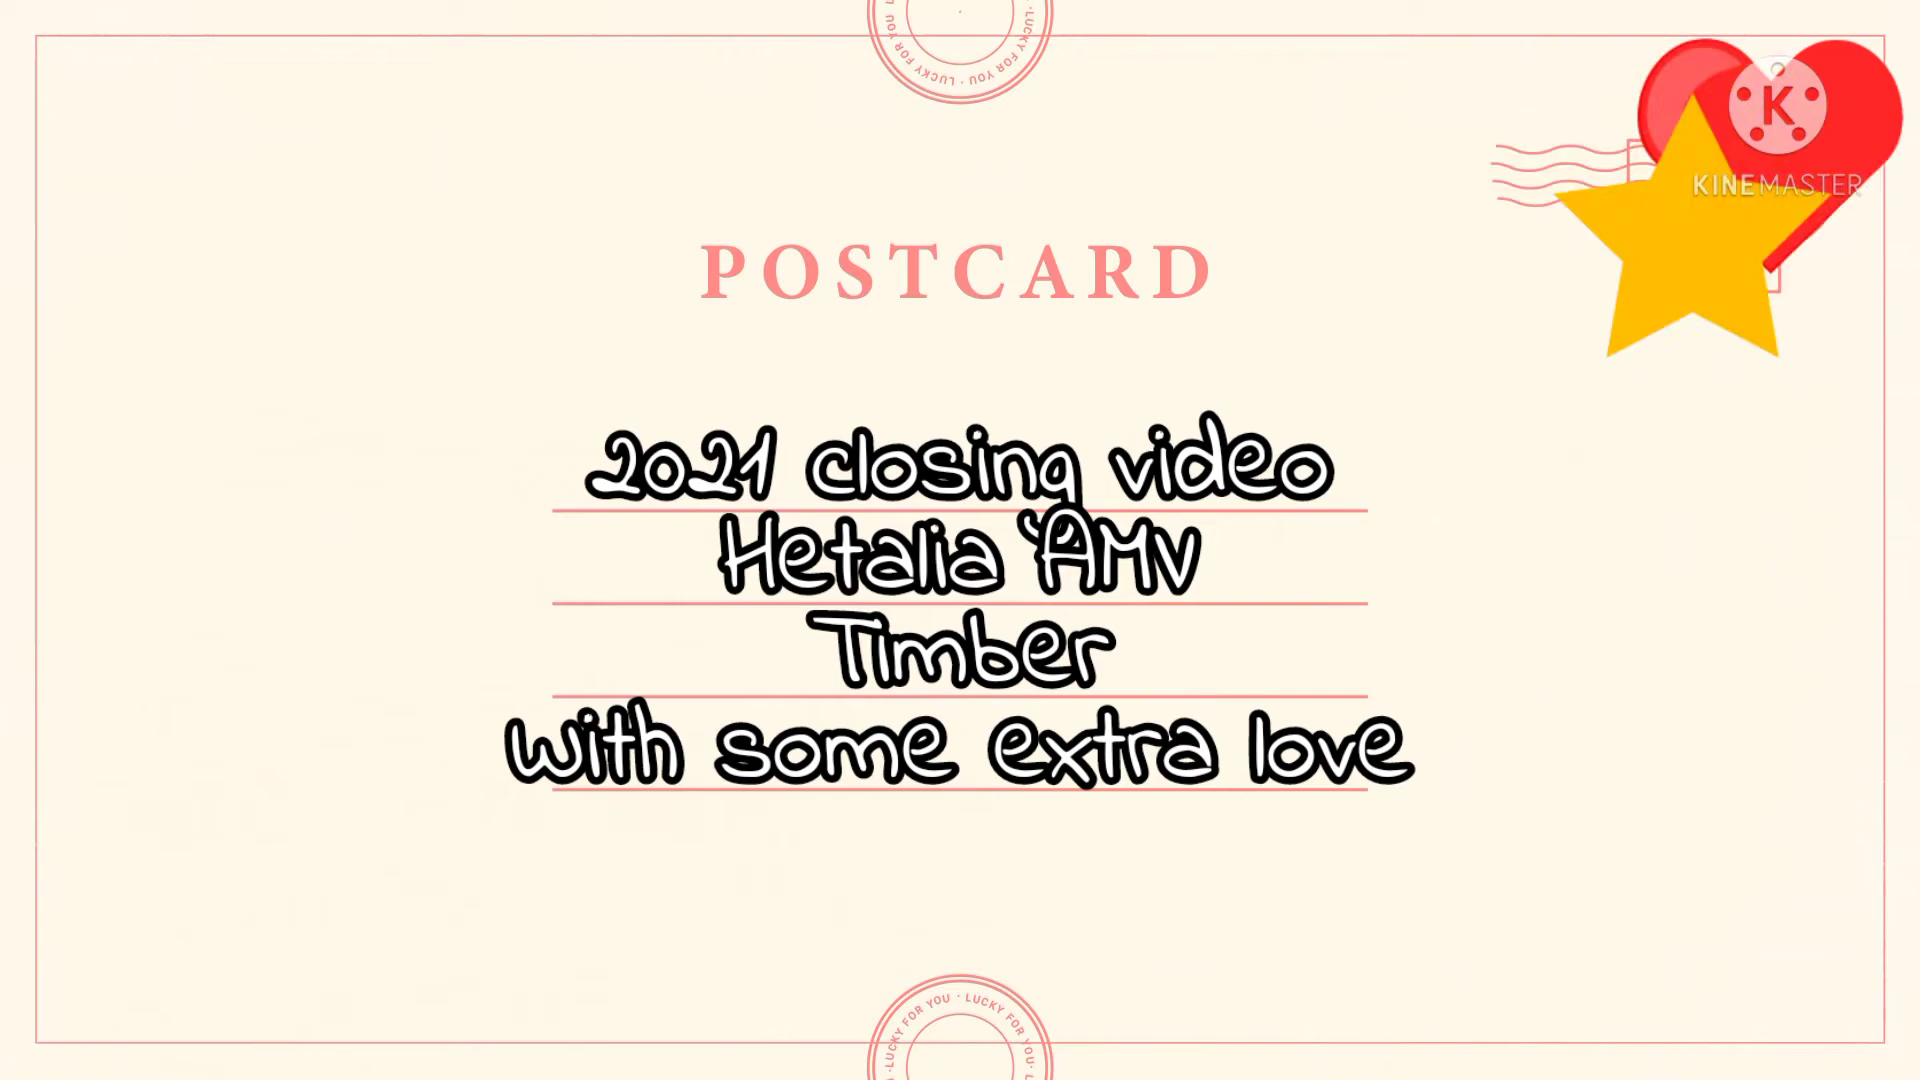 LUCKY FOR YOU · LUCKY FOR YOU
K
KINEMASTER
POSTCARD
2021 closing video
Hetalia 'AMV
Timber
with some extra love
LUCKY FOR YOU · LUCKY FOR YOU